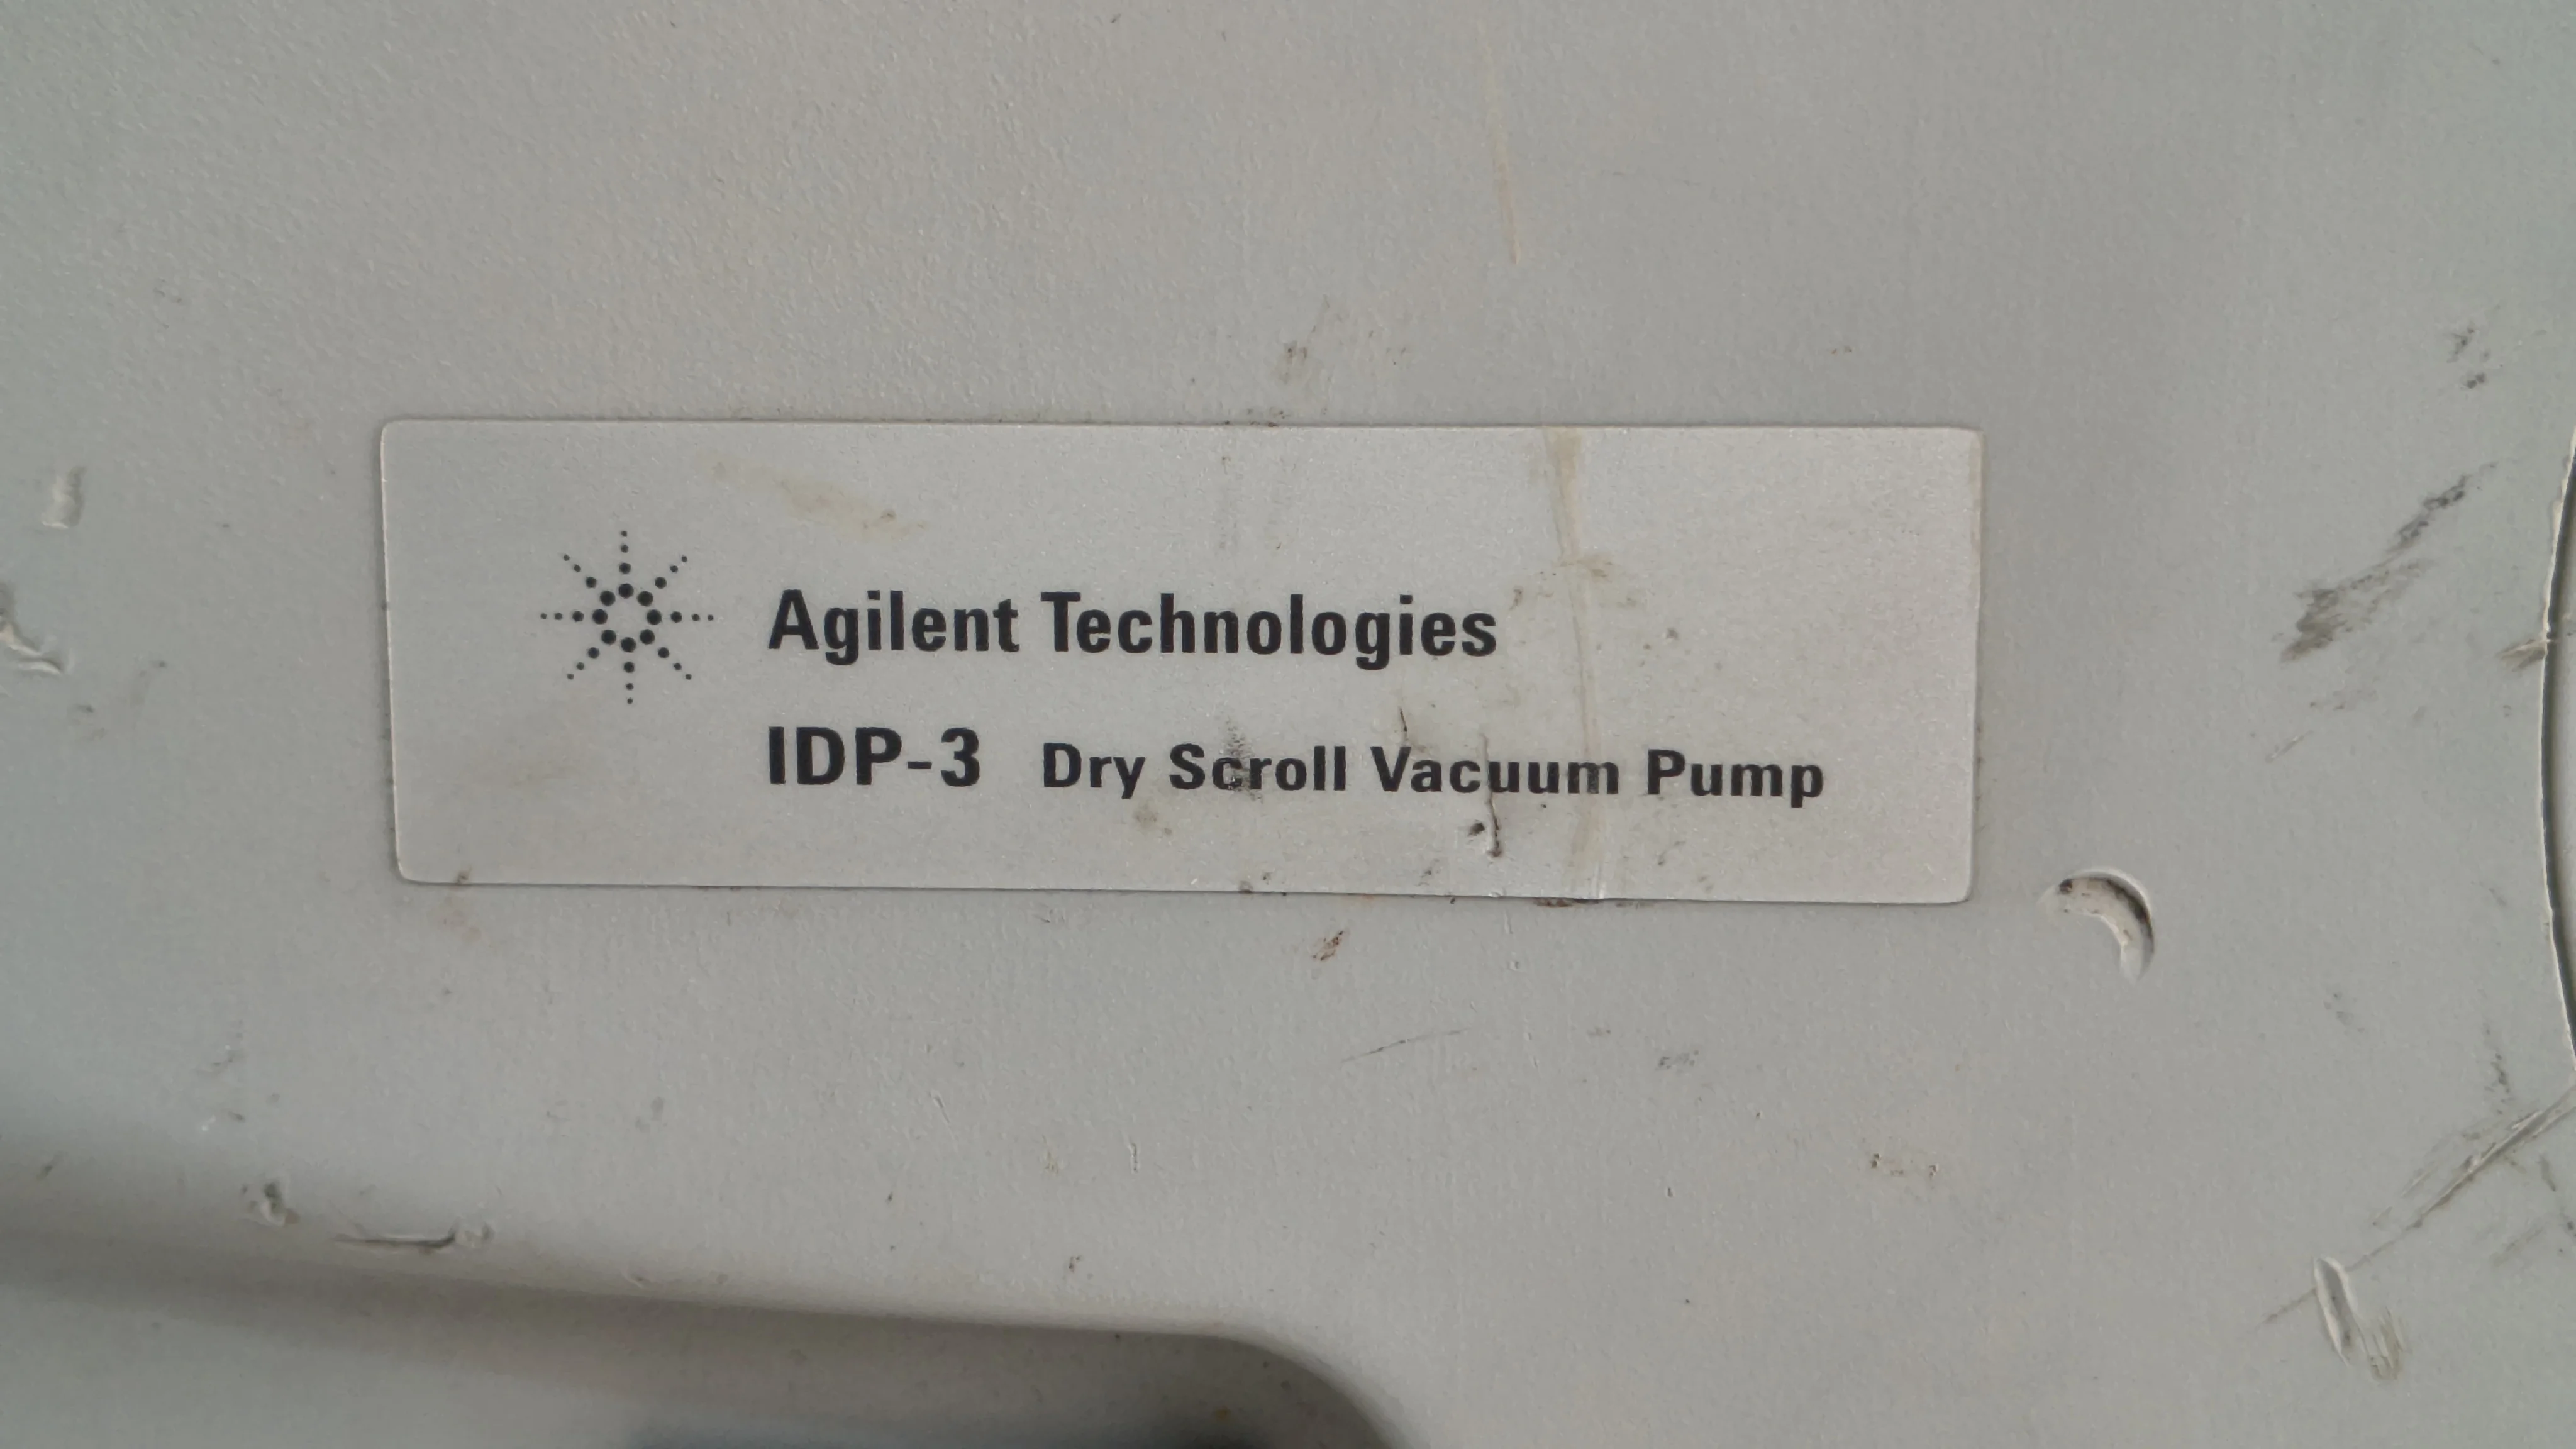 Agilent Technologies
IDP-3 Dry Scroll Vacuum Pump